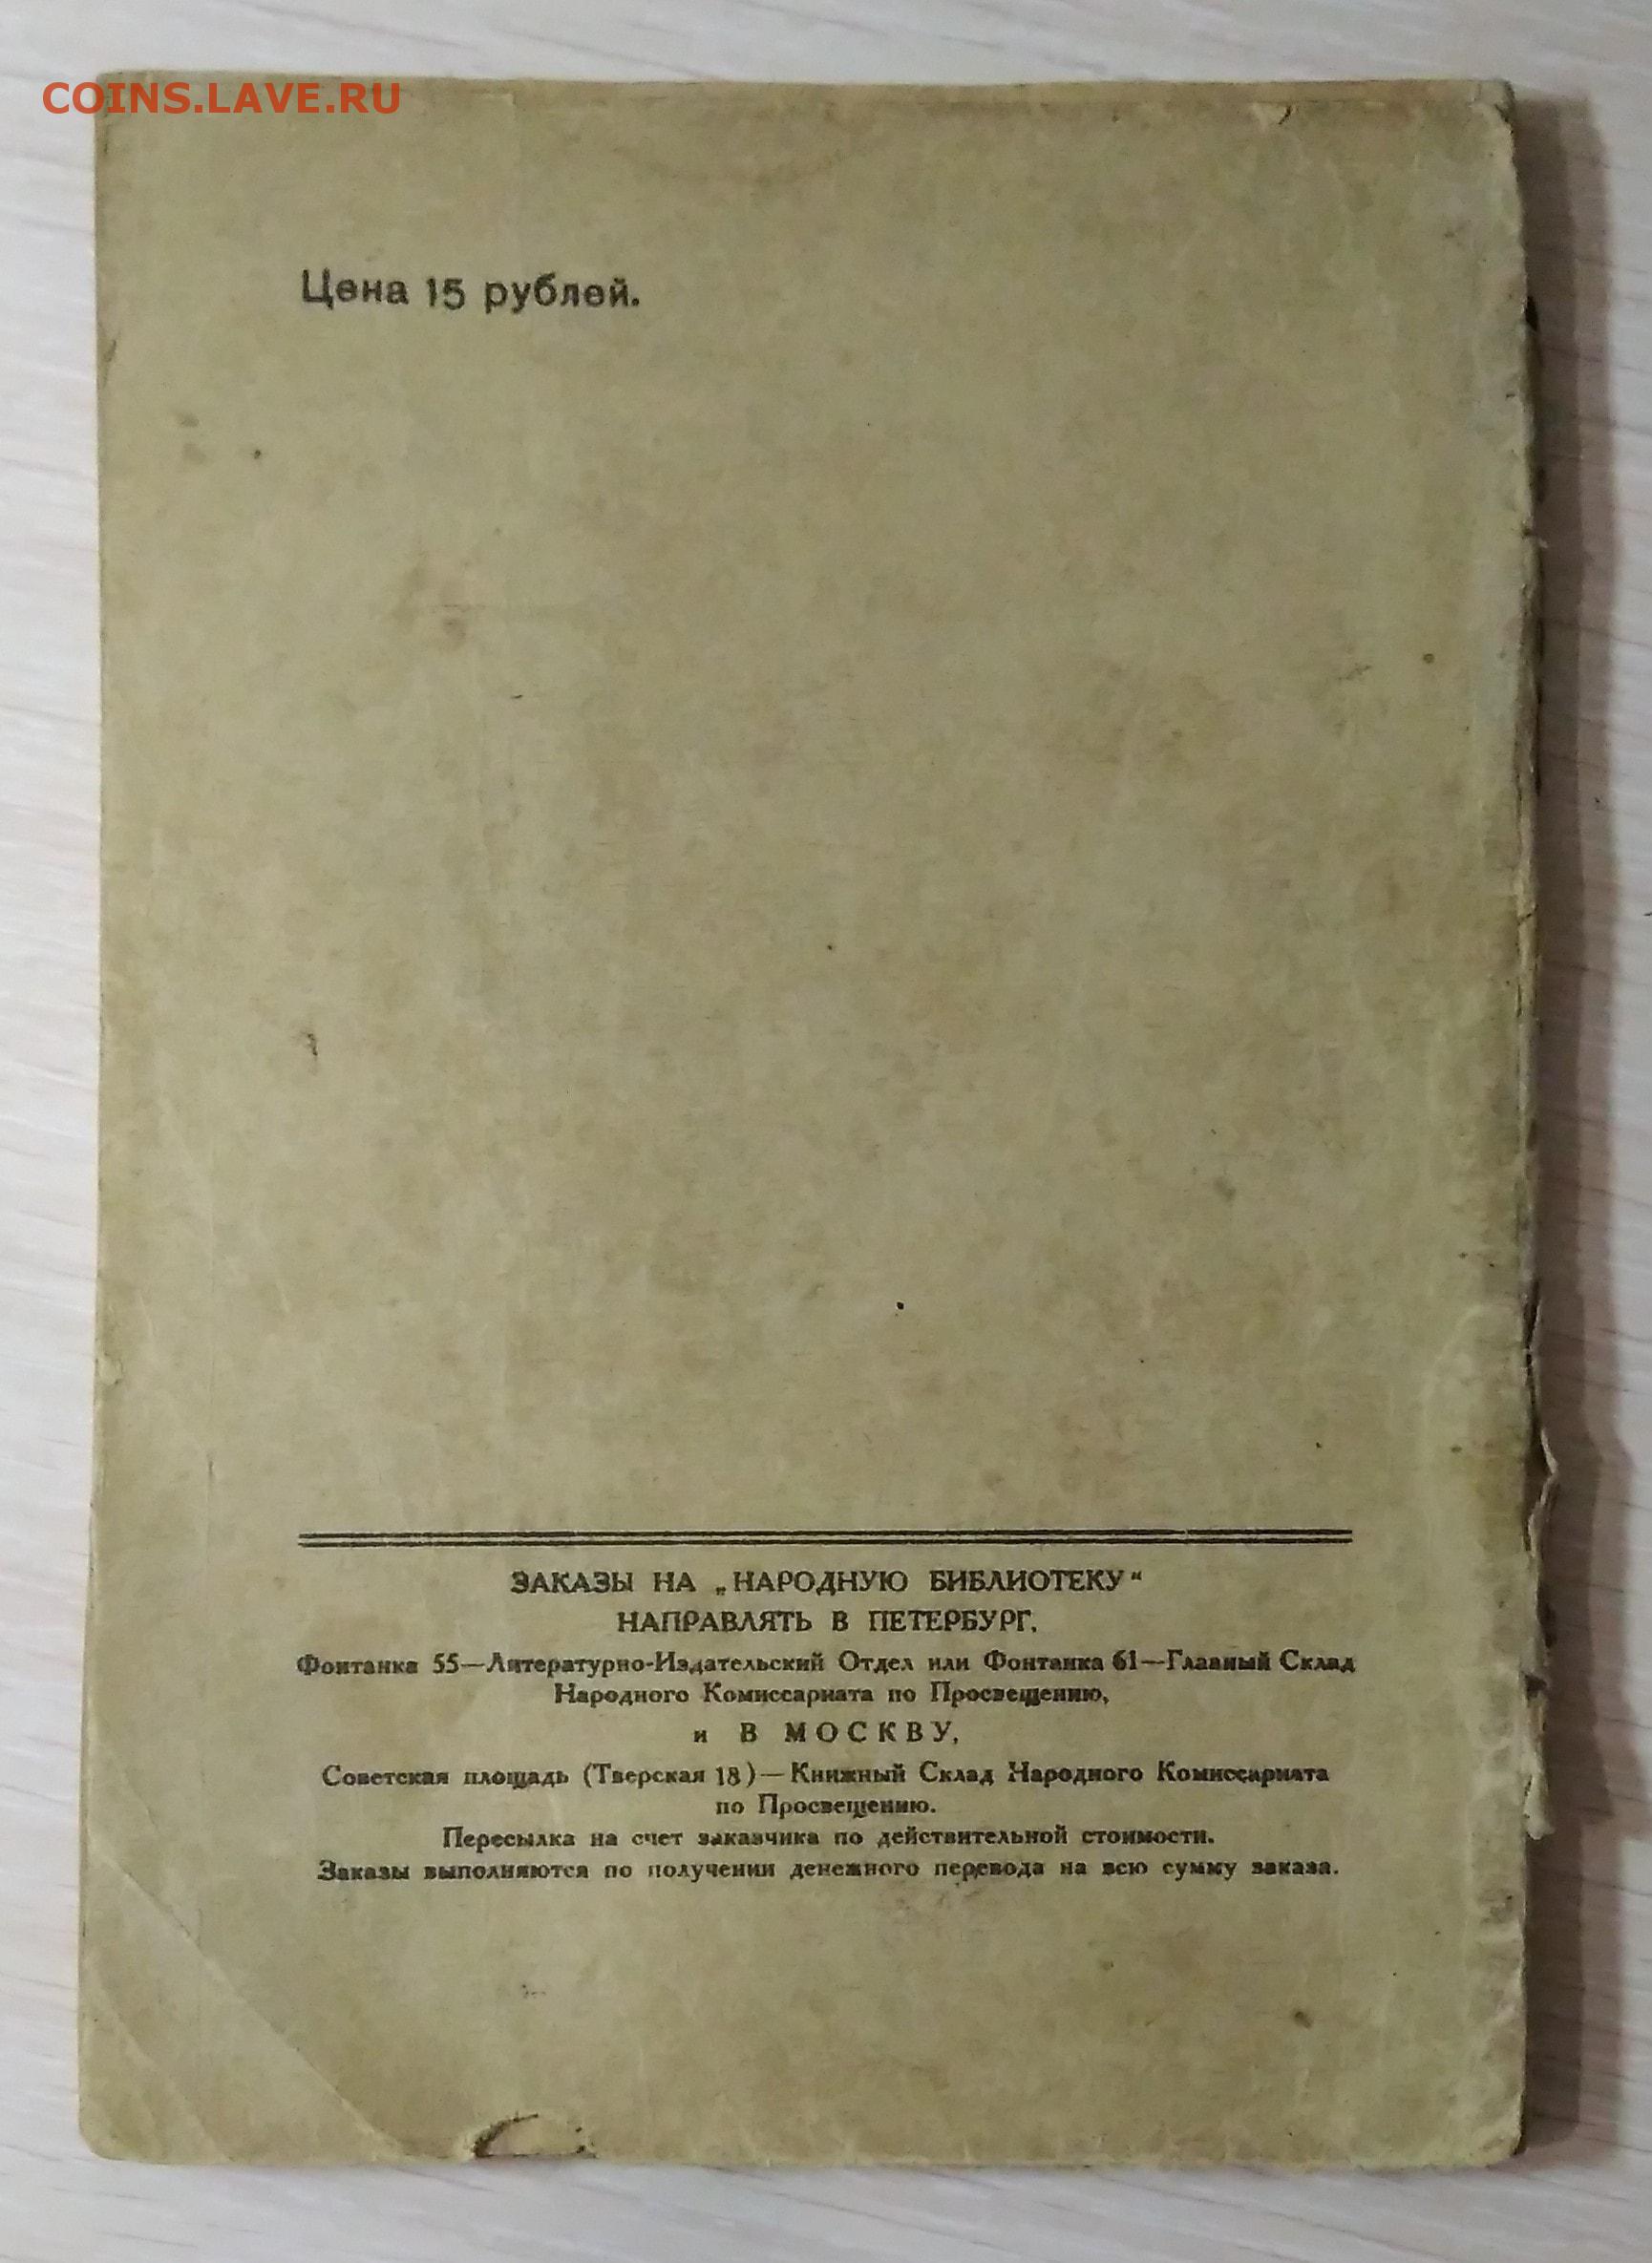 COINS.LAVE.RU
Цена 15 рублей.
ЗАКАЗЫ НА „НАРОДНУЮ БИБЛИОТЕКУ“
НАПРАВЛЯТЬ В ПЕТЕРБУРГ,
Фонтанка 55—Литературно-Издательский Отдел или Фонтанка 61—Главный Склад
Народного Комиссариата по Просвещению,
и В МОСКВУ,
Советская площадь (Тверская 18)—Книжный Склад Народного Комиссариата
по Просвещению.
Пересылка на счет заказчика по действительной стоимости.
Заказы выполняются по получении денежного перевода на всю сумму заказа.